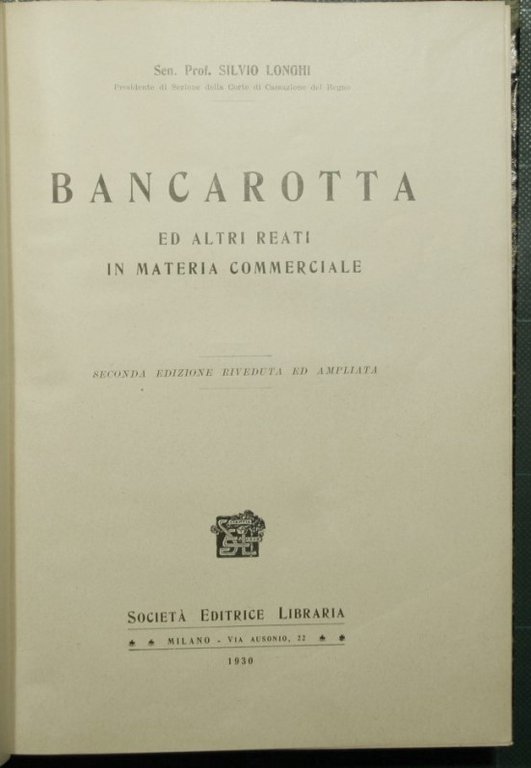 Sen. Prof. SILVIO LONGHI
Presidente di Sezione della Corte di Cassazione del Regno
BANCAROTTA
ED ALTRI REATI
IN MATERIA COMMERCIALE
SECONDA EDIZIONE RIVEDUTA ED AMPLIATA
SOCIETÀ EDITRICE LIBRARIA
MILANO - VIA AUSONIO, 22
1930